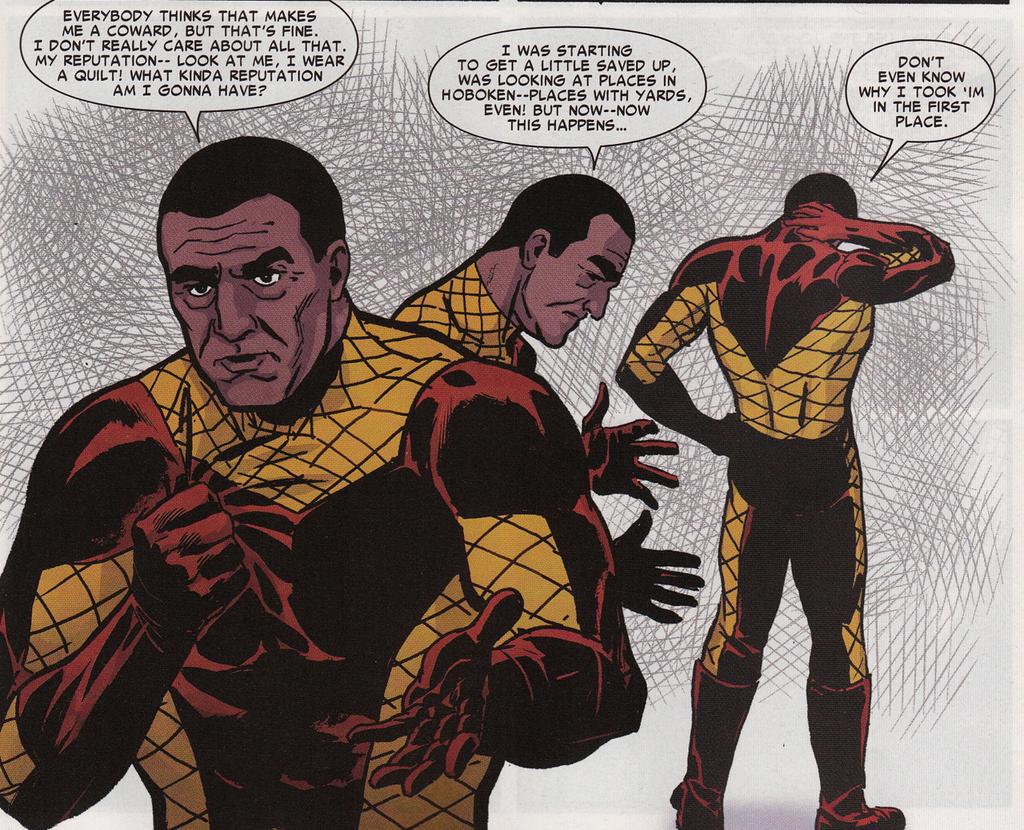 EVERYBODY THINKS THAT MAKES
ME A COWARD, BUT THAT'S FINE.
I DON'T REALLY CARE ABOUT ALL THAT.
MY REPUTATION-- LOOK AT ME, I WEAR
A QUILT! WHAT KINDA REPUTATION
AM I GONNA HAVE?
I WAS STARTING
TO GET A LITTLE SAVED UP,
WAS LOOKING AT PLACES IN
HOBOKEN--PLACES WITH YARDS,
EVEN! BUT NOW--NOW
THIS HAPPENS...
DON'T
EVEN KNOW
WHY I TOOK 'IM
IN THE FIRST
PLACE.